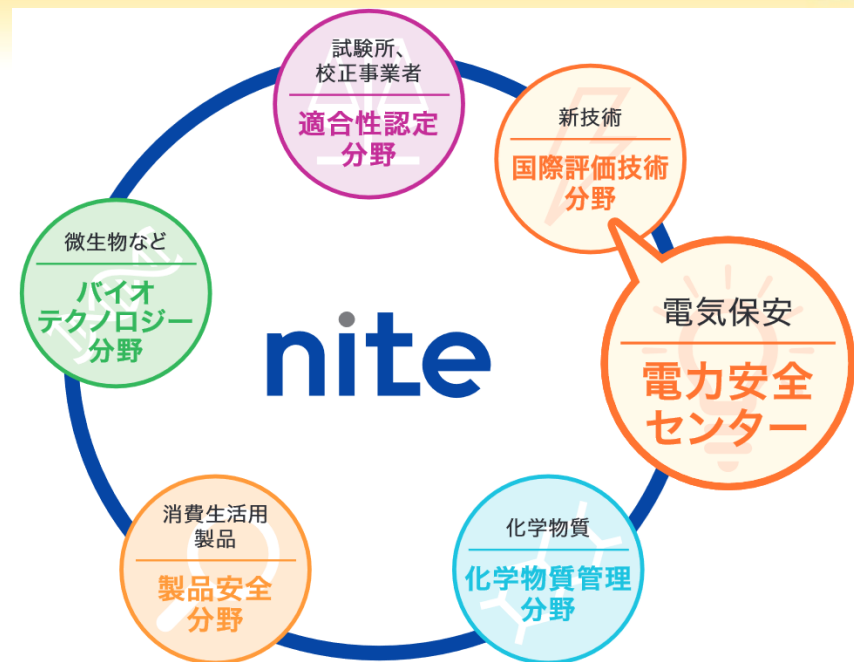 試験所、
校正事業者
適合性認定
分野
新技術
国際評価技術
分野
微生物など
バイオ
テクノロジー
分野
nite
電気保安
電力安全
センター
消費生活用
製品
製品安全
分野
化学物質
化学物質管理
分野